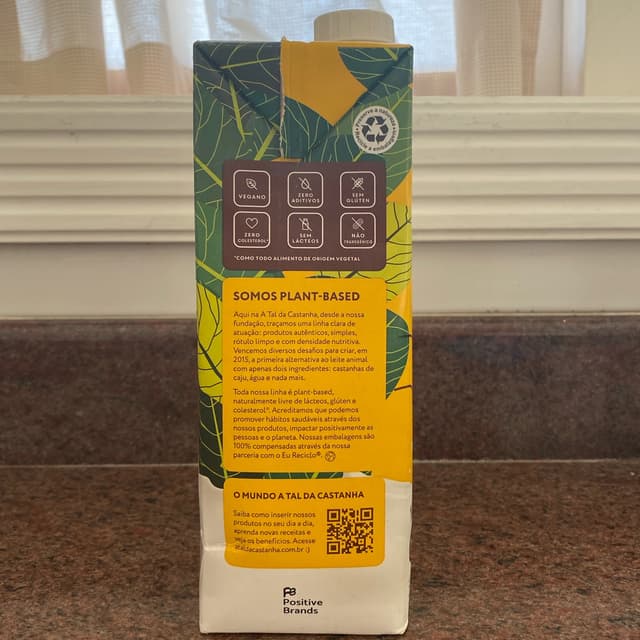 Preserve a natureza
recicle a embalagem
VEGANO
ZERO
ADITIVOS
SEM
GLÚTEN
ZERO
COLESTEROL*
SEM
LÁCTEOS
NÃO
TRANSGÊNICO
*COMO TODO ALIMENTO DE ORIGEM VEGETAL
SOMOS PLANT-BASED
Aqui na A Tal da Castanha, desde a nossa
fundação, traçamos uma linha clara de
atuação: produtos autênticos, simples,
rótulo limpo e com densidade nutritiva.
Vencemos diversos desafios para criar, em
2015, a primeira alternativa ao leite animal
com apenas dois ingredientes: castanhas de
caju, água e nada mais.
Toda nossa linha é plant-based,
naturalmente livre de lácteos, glúten e
colesterol*. Acreditamos que podemos
promover hábitos saudáveis através dos
nossos produtos, impactar positivamente as
pessoas e o planeta. Nossas embalagens são
100% compensadas através da nossa
parceria com o Eu Reciclo®.
O MUNDO A TAL DA CASTANHA
Saiba como inserir nossos
produtos no seu dia a dia,
aprenda novas receitas e
veja os benefícios. Acesse
ataldacastanha.com.br :)
PB
Positive
Brands